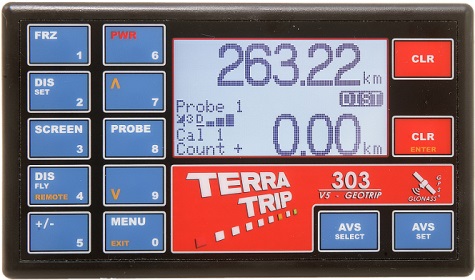 FRZ 1
PWR 6
DIS SET 2
Λ 7
SCREEN 3
PROBE 8
DIS FLY REMOTE 4
V 9
+/- 5
MENU EXIT 0
263.22 km
DIST
Probe 1
3D
Cal 1
Count +
0.00 km
CLR
CLR ENTER
TERRA TRIP
303
V5 - GEOTRIP
GPS+
GLONASS
AVS SELECT
AVS SET